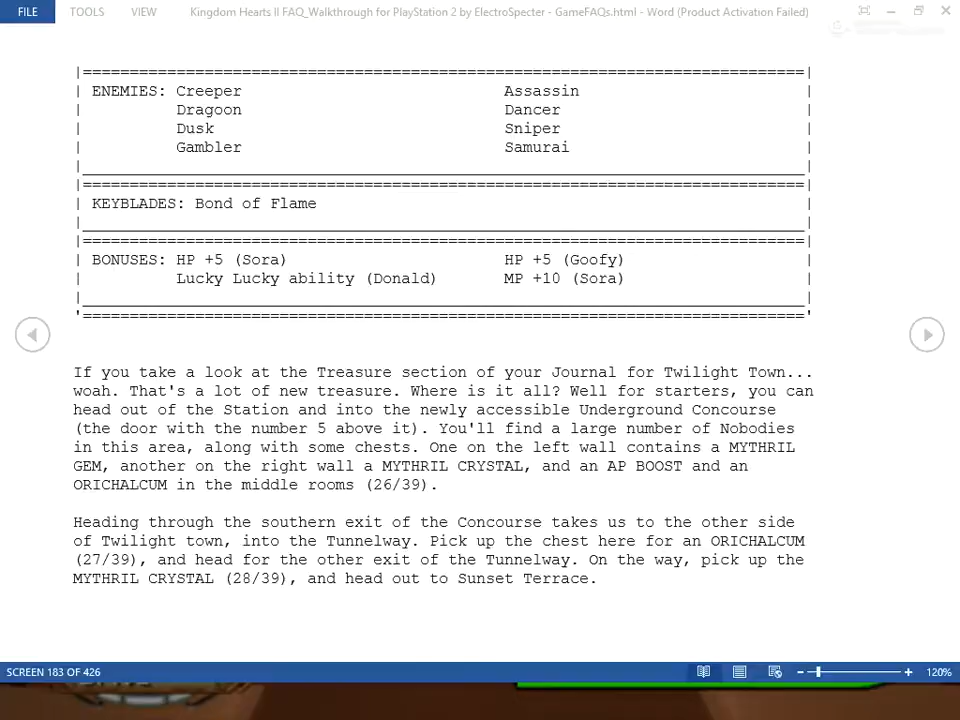 FILE TOOLS VIEW Kingdom Hearts II FAQ_Walkthrough for PlayStation 2 by ElectroSpecter - GameFAQs.html - Word (Product Activation Failed)
|=============================================================================|
| ENEMIES: Creeper Assassin |
| Dragoon Dancer |
| Dusk Sniper |
| Gambler Samurai |
|_____________________________________________________________________________|
|=============================================================================|
| KEYBLADES: Bond of Flame |
|_____________________________________________________________________________|
|=============================================================================|
| BONUSES: HP +5 (Sora) HP +5 (Goofy) |
| Lucky Lucky ability (Donald) MP +10 (Sora) |
|_____________________________________________________________________________|
'============================================================================='
If you take a look at the Treasure section of your Journal for Twilight Town...
woah. That's a lot of new treasure. Where is it all? Well for starters, you can
head out of the Station and into the newly accessible Underground Concourse
(the door with the number 5 above it). You'll find a large number of Nobodies
in this area, along with some chests. One on the left wall contains a MYTHRIL
GEM, another on the right wall a MYTHRIL CRYSTAL, and an AP BOOST and an
ORICHALCUM in the middle rooms (26/39).
Heading through the southern exit of the Concourse takes us to the other side
of Twilight town, into the Tunnelway. Pick up the chest here for an ORICHALCUM
(27/39), and head for the other exit of the Tunnelway. On the way, pick up the
MYTHRIL CRYSTAL (28/39), and head out to Sunset Terrace.
SCREEN 183 OF 426 120%